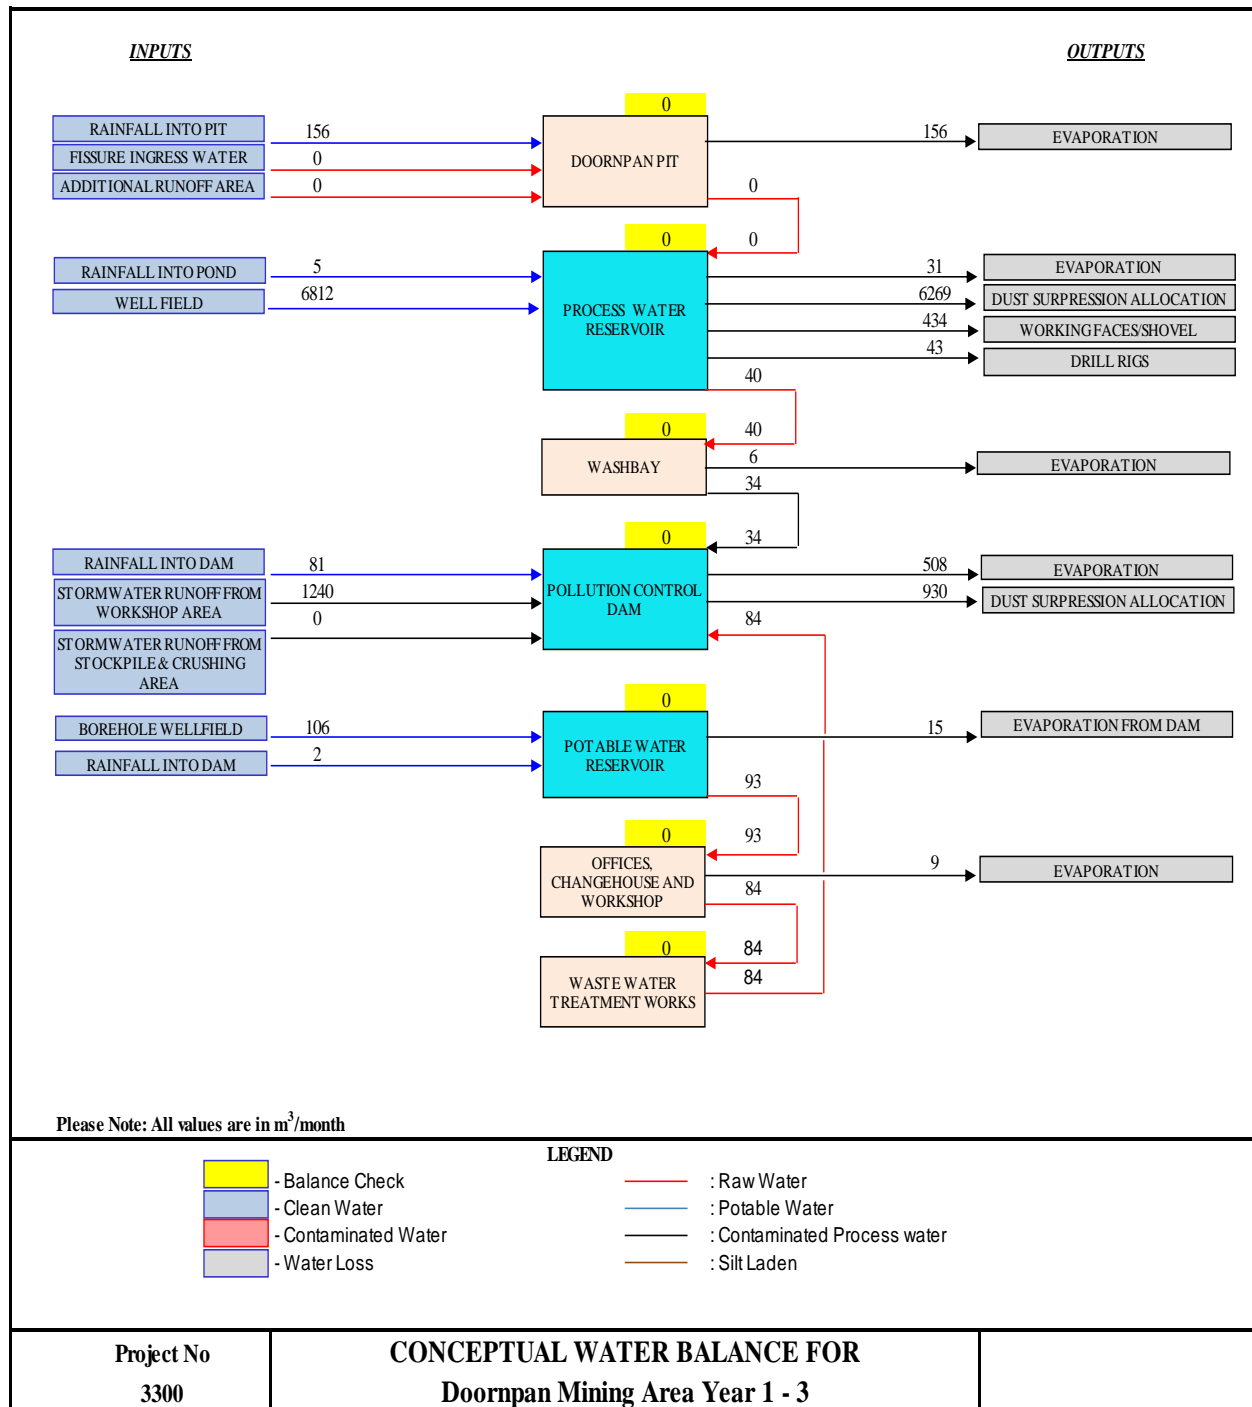 INPUTS
OUTPUTS
0
RAINFALL INTO PIT
156
FISSURE INGRESS WATER
0
ADDITIONAL RUNOFF AREA
0
DOORNPAN PIT
156
EVAPORATION
0
0
0
RAINFALL INTO POND
5
WELL FIELD
6812
PROCESS WATER
RESERVOIR
31
EVAPORATION
6269
DUST SURPRESSION ALLOCATION
434
WORKING FACES/SHOVEL
43
DRILL RIGS
40
0
40
WASHBAY
6
EVAPORATION
34
0
34
RAINFALL INTO DAM
81
STORMWATER RUNOFF FROM
WORKSHOP AREA
1240
0
STORMWATER RUNOFF FROM
STOCKPILE & CRUSHING
AREA
POLLUTION CONTROL
DAM
508
EVAPORATION
930
DUST SURPRESSION ALLOCATION
84
0
BOREHOLE WELLFIELD
106
RAINFALL INTO DAM
2
POTABLE WATER
RESERVOIR
15
EVAPORATION FROM DAM
93
0
93
OFFICES,
CHANGEHOUSE AND
WORKSHOP
9
EVAPORATION
84
0
84
WASTE WATER
TREATMENT WORKS
84
Please Note: All values are in m³/month
LEGEND
- Balance Check
- Clean Water
- Contaminated Water
- Water Loss
: Raw Water
: Potable Water
: Contaminated Process water
: Silt Laden
Project No
3300
CONCEPTUAL WATER BALANCE FOR
Doornpan Mining Area Year 1 - 3